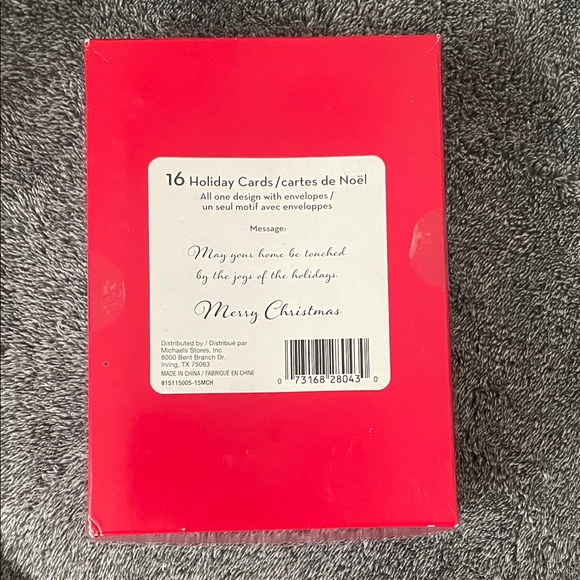 16 Holiday Cards/cartes de Noël
All one design with envelopes /
un seul motif avec enveloppes
Message:
May your home be touched
by the joys of the holidays.
Merry Christmas
Distributed by / Distribué par
Michaels Stores, Inc.
8000 Bent Branch Dr.
Irving, TX 75063
MADE IN CHINA / FABRIQUÉ EN CHINE
815115005-15MCH
0 73168 28043 0